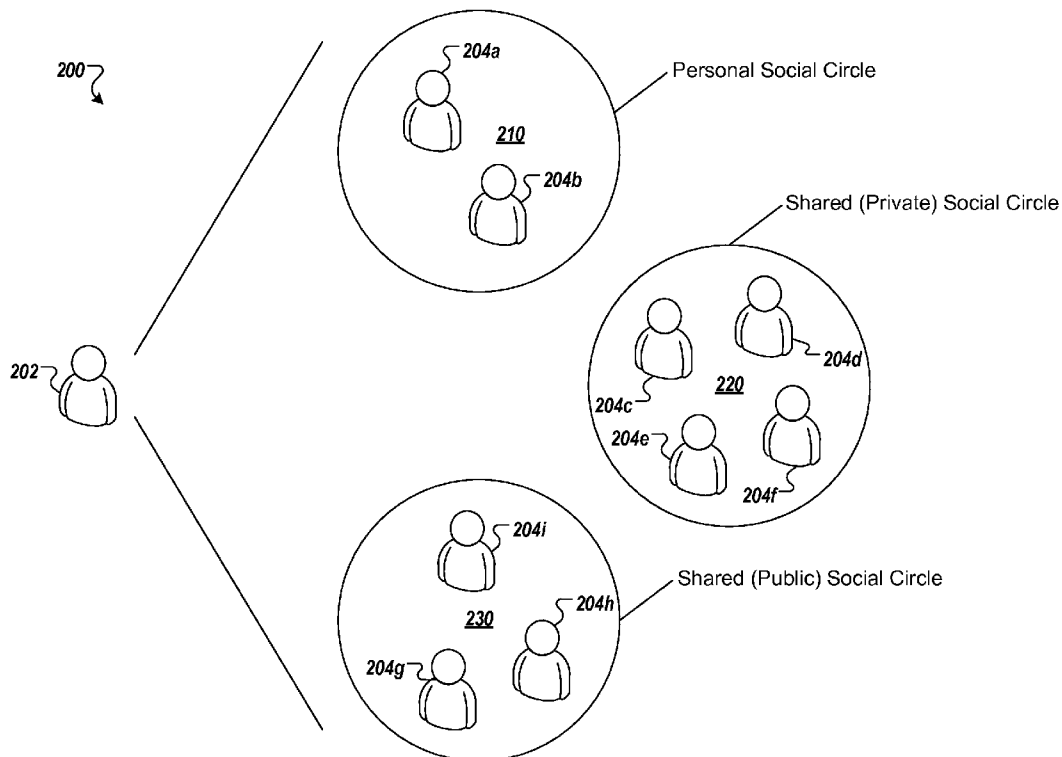 200
204a
Personal Social Circle
210
204b
Shared (Private) Social Circle
204d
202
220
204c
204e
204f
204i
Shared (Public) Social Circle
230
204h
204g